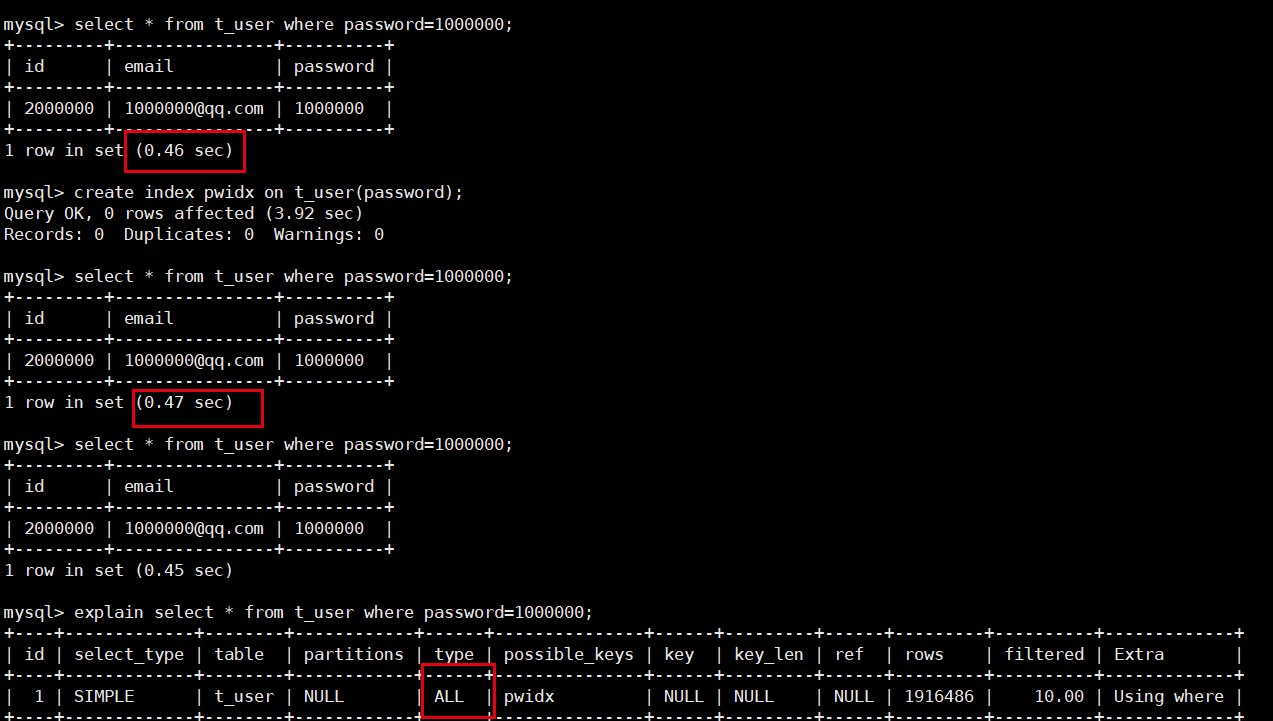 mysql> select * from t_user where password=1000000;
+---------+----------------+----------+
| id      | email          | password |
+---------+----------------+----------+
| 2000000 | 1000000@qq.com | 1000000  |
+---------+----------------+----------+
1 row in set (0.46 sec)

mysql> create index pwidx on t_user(password);
Query OK, 0 rows affected (3.92 sec)
Records: 0  Duplicates: 0  Warnings: 0

mysql> select * from t_user where password=1000000;
+---------+----------------+----------+
| id      | email          | password |
+---------+----------------+----------+
| 2000000 | 1000000@qq.com | 1000000  |
+---------+----------------+----------+
1 row in set (0.47 sec)

mysql> select * from t_user where password=1000000;
+---------+----------------+----------+
| id      | email          | password |
+---------+----------------+----------+
| 2000000 | 1000000@qq.com | 1000000  |
+---------+----------------+----------+
1 row in set (0.45 sec)

mysql> explain select * from t_user where password=1000000;
+----+-------------+--------+------------+------+---------------+------+---------+------+---------+----------+-------------+
| id | select_type | table  | partitions | type | possible_keys | key  | key_len | ref  | rows    | filtered | Extra       |
+----+-------------+--------+------------+------+---------------+------+---------+------+---------+----------+-------------+
|  1 | SIMPLE      | t_user | NULL       | ALL  | pwidx         | NULL | NULL    | NULL | 1916486 |    10.00 | Using where |
+----+-------------+--------+------------+------+---------------+------+---------+------+---------+----------+-------------+